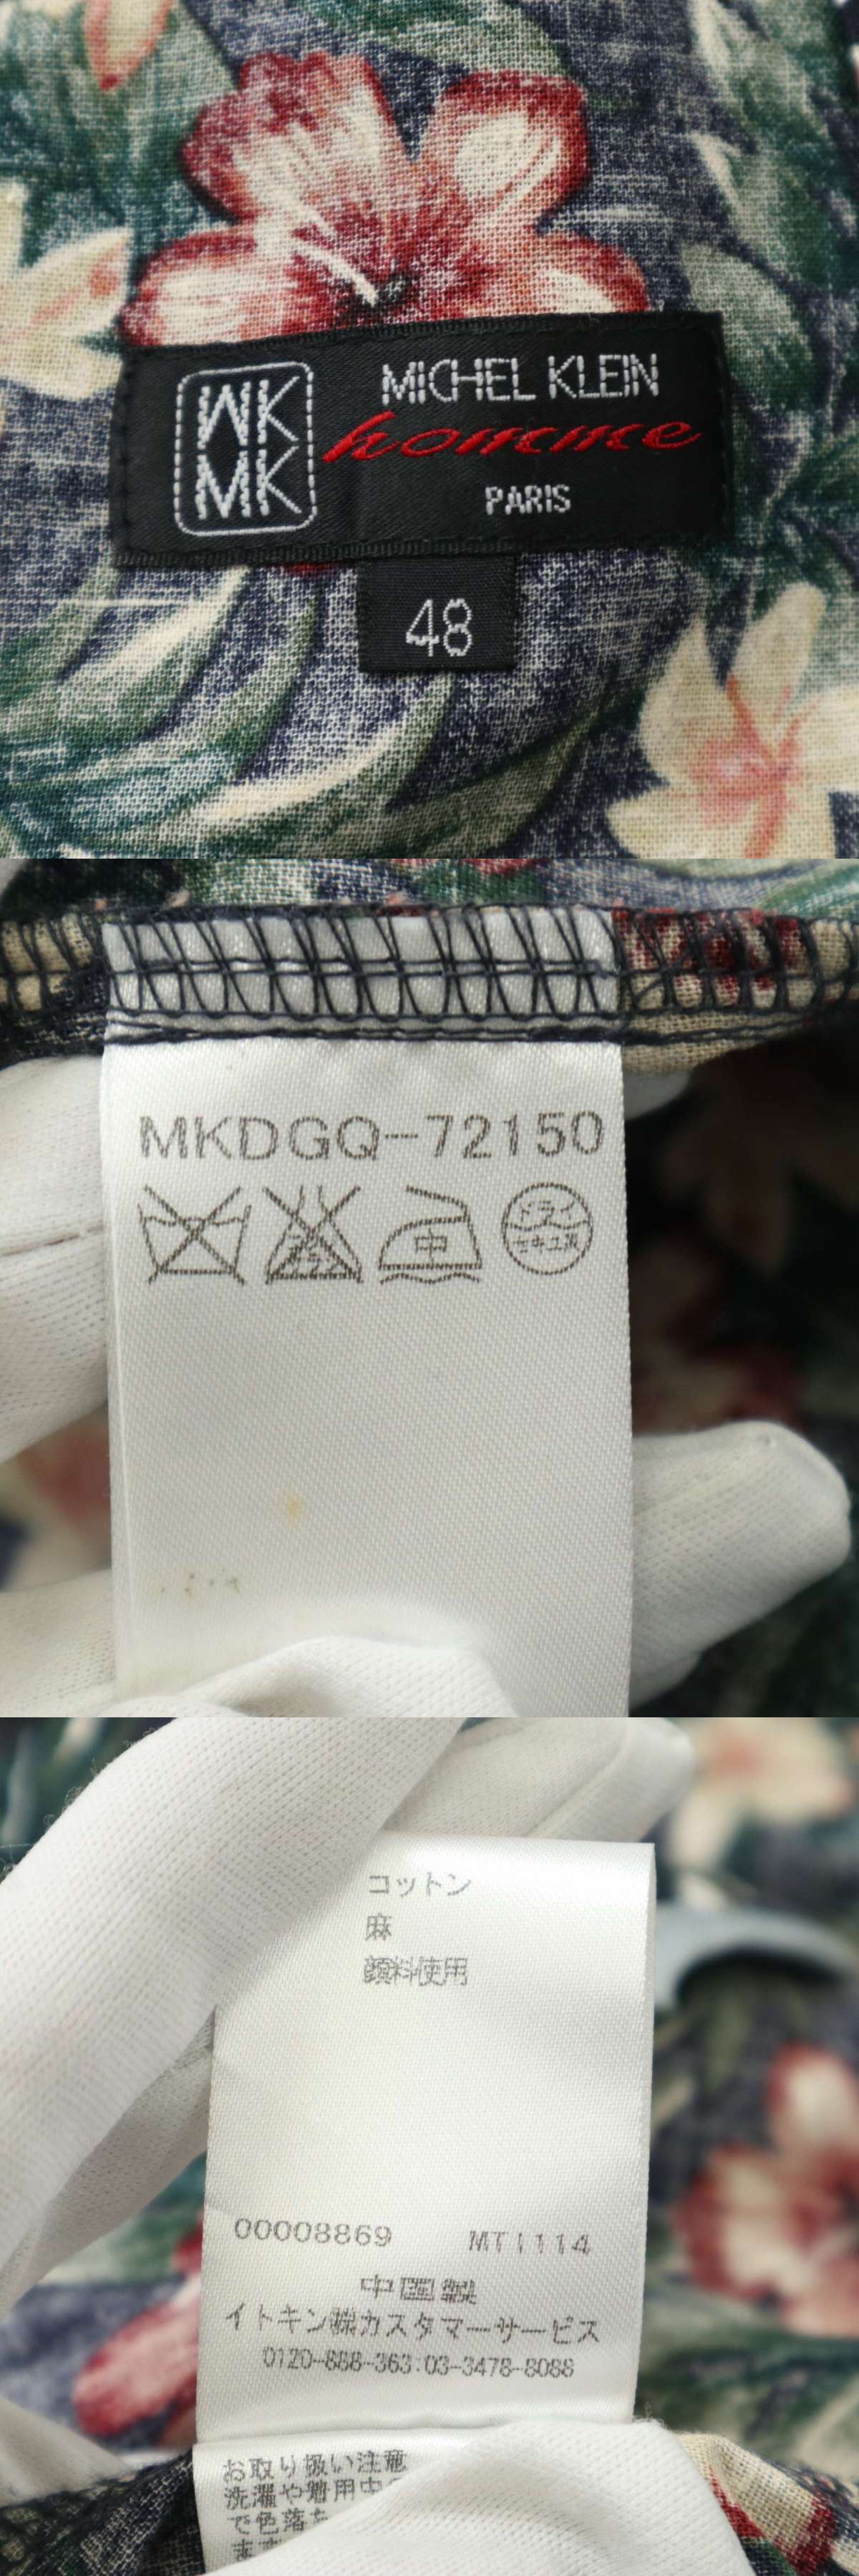 MK
MK
MICHEL KLEIN
homme
PARIS
48
MKDGQ-72150
中
ドライ
セキユ系
コットン
麻
顔料使用
00008869 MT1114
中国製
イトキン㈱カスタマーサービス
0120-888-363:03-3478-8088
お取り扱い注意
洗濯や着用中
で色落ち
ます